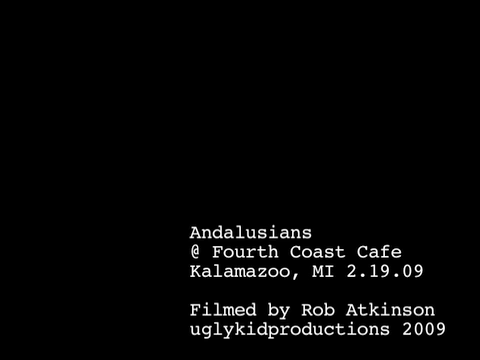 Andalusians
@ Fourth Coast Cafe
Kalamazoo, MI 2.19.09
Filmed by Rob Atkinson
uglykidproductions 2009